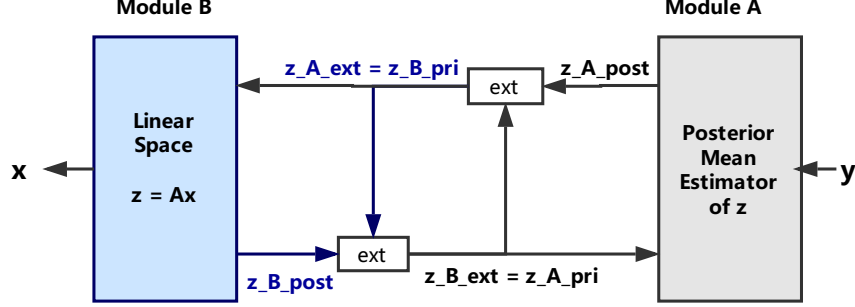 Module B
Module A
z_A_ext = z_B_pri
z_A_post
ext
Linear
Space
z = Ax
Posterior
Mean
Estimator
of z
x
y
ext
z_B_post
z_B_ext = z_A_pri